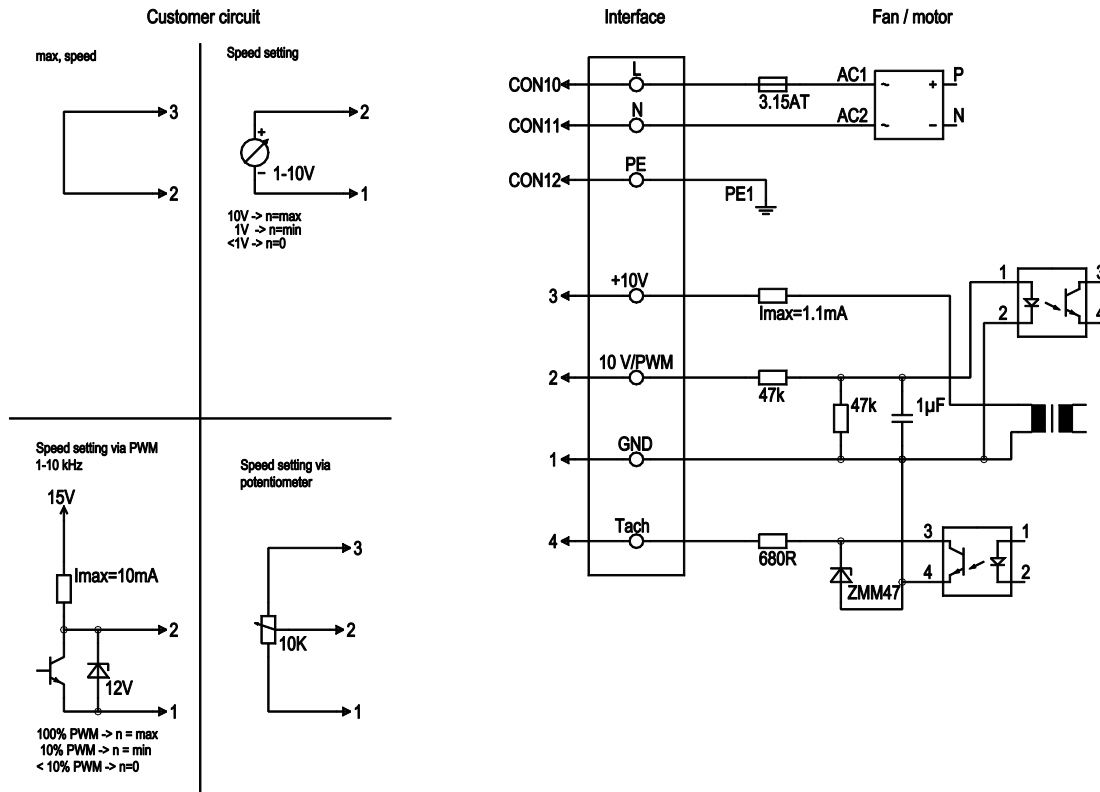 Customer circuit
Interface
Fan / motor
max, speed
3
2
Speed setting
2
+
1-10V
−
1
10V -> n=max
1V -> n=min
<1V -> n=0
Speed setting via PWM
1-10 kHz
15V
Imax=10mA
2
12V
1
100% PWM -> n = max
10% PWM -> n = min
< 10% PWM -> n=0
Speed setting via
potentiometer
3
2
10K
1
CON10
L
3.15AT
AC1
~
+
P
CON11
N
AC2
~
−
N
CON12
PE
PE1
3
+10V
Imax=1.1mA
1
2
3
4
2
10 V/PWM
47k
47k
1µF
1
GND
4
Tach
680R
ZMM47
3
4
1
2